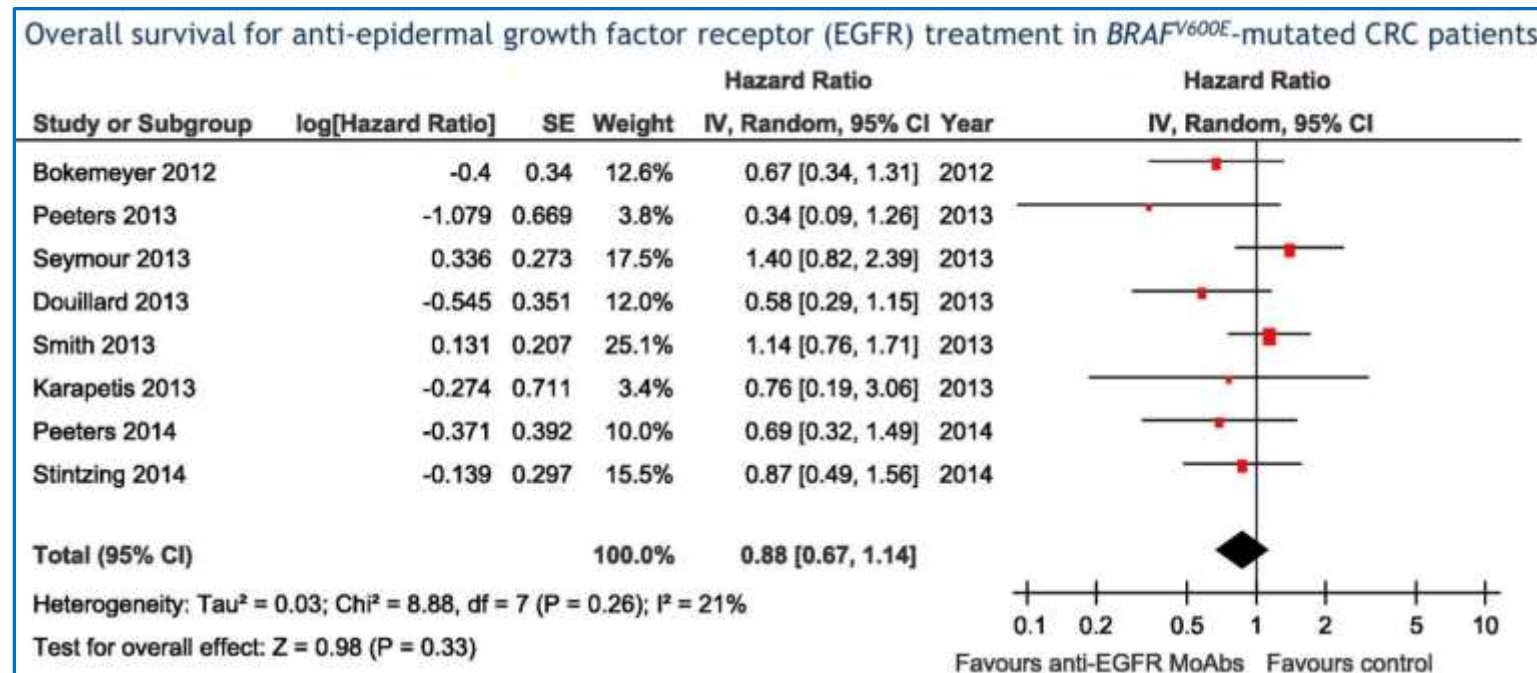 Overall survival for anti-epidermal growth factor receptor (EGFR) treatment in BRAFV600E-mutated CRC patients
Hazard Ratio Hazard Ratio
Study or Subgroup log[Hazard Ratio] SE Weight IV, Random, 95% CI Year IV, Random, 95% CI
Bokemeyer 2012 -0.4 0.34 12.6% 0.67 [0.34, 1.31] 2012
Peeters 2013 -1.079 0.669 3.8% 0.34 [0.09, 1.26] 2013
Seymour 2013 0.336 0.273 17.5% 1.40 [0.82, 2.39] 2013
Douillard 2013 -0.545 0.351 12.0% 0.58 [0.29, 1.15] 2013
Smith 2013 0.131 0.207 25.1% 1.14 [0.76, 1.71] 2013
Karapetis 2013 -0.274 0.711 3.4% 0.76 [0.19, 3.06] 2013
Peeters 2014 -0.371 0.392 10.0% 0.69 [0.32, 1.49] 2014
Stintzing 2014 -0.139 0.297 15.5% 0.87 [0.49, 1.56] 2014
Total (95% CI) 100.0% 0.88 [0.67, 1.14]
Heterogeneity: Tau² = 0.03; Chi² = 8.88, df = 7 (P = 0.26); I² = 21%
Test for overall effect: Z = 0.98 (P = 0.33)
0.1 0.2 0.5 1 2 5 10
Favours anti-EGFR MoAbs Favours control